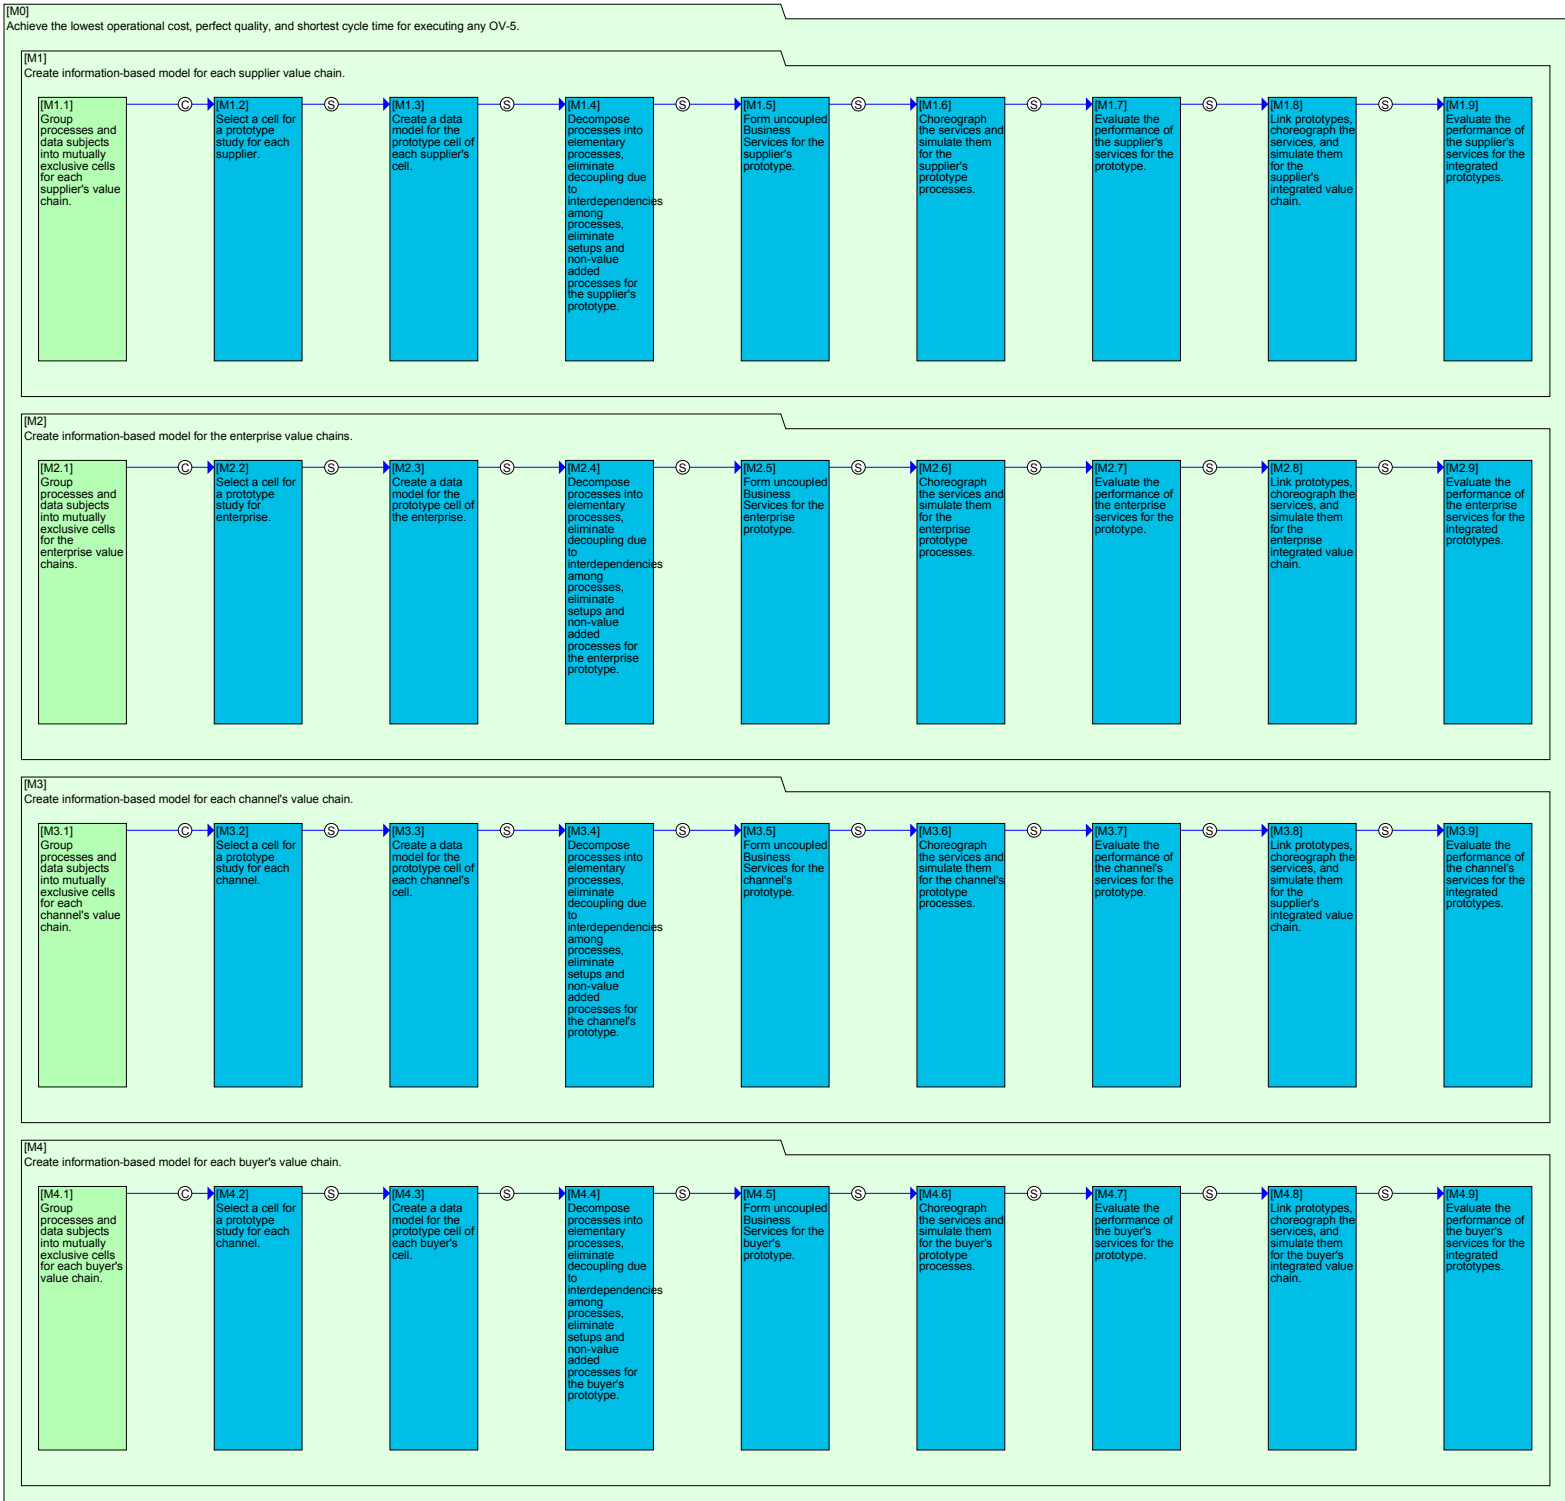 [M0]
Achieve the lowest operational cost, perfect quality, and shortest cycle time for executing any OV-5.
[M1]
Create information-based model for each supplier value chain.
[M1.1]
Group
processes and
data subjects
into mutually
exclusive cells
for each
supplier's value
chain.
C
[M1.2]
Select a cell for
a prototype
study for each
supplier.
S
[M1.3]
Create a data
model for the
prototype cell of
each supplier's
cell.
S
[M1.4]
Decompose
processes into
elementary
processes,
eliminate
decoupling due
to
interdependencies
among
processes,
eliminate
setups and
non-value
added
processes for
the supplier's
prototype.
S
[M1.5]
Form uncoupled
Business
Services for the
supplier's
prototype.
S
[M1.6]
Choreograph
the services and
simulate them
for the
supplier's
prototype
processes.
S
[M1.7]
Evaluate the
performance of
the supplier's
services for the
prototype.
S
[M1.8]
Link prototypes,
choreograph the
services, and
simulate them
for the
supplier's
integrated value
chain.
S
[M1.9]
Evaluate the
performance of
the supplier's
services for the
integrated
prototypes.
[M2]
Create information-based model for the enterprise value chains.
[M2.1]
Group
processes and
data subjects
into mutually
exclusive cells
for the
enterprise value
chains.
C
[M2.2]
Select a cell for
a prototype
study for
enterprise.
S
[M2.3]
Create a data
model for the
prototype cell of
the enterprise.
S
[M2.4]
Decompose
processes into
elementary
processes,
eliminate
decoupling due
to
interdependencies
among
processes,
eliminate
setups and
non-value
added
processes for
the enterprise
prototype.
S
[M2.5]
Form uncoupled
Business
Services for the
enterprise
prototype.
S
[M2.6]
Choreograph
the services and
simulate them
for the
enterprise
prototype
processes.
S
[M2.7]
Evaluate the
performance of
the enterprise
services for the
prototype.
S
[M2.8]
Link prototypes,
choreograph the
services, and
simulate them
for the
enterprise
integrated value
chain.
S
[M2.9]
Evaluate the
performance of
the enterprise
services for the
integrated
prototypes.
[M3]
Create information-based model for each channel's value chain.
[M3.1]
Group
processes and
data subjects
into mutually
exclusive cells
for each
channel's value
chain.
C
[M3.2]
Select a cell for
a prototype
study for each
channel.
S
[M3.3]
Create a data
model for the
prototype cell of
each channel's
cell.
S
[M3.4]
Decompose
processes into
elementary
processes,
eliminate
decoupling due
to
interdependencies
among
processes,
eliminate
setups and
non-value
added
processes for
the channel's
prototype.
S
[M3.5]
Form uncoupled
Business
Services for the
channel's
prototype.
S
[M3.6]
Choreograph
the services and
simulate them
for the channel's
prototype
processes.
S
[M3.7]
Evaluate the
performance of
the channel's
services for the
prototype.
S
[M3.8]
Link prototypes,
choreograph the
services, and
simulate them
for the
supplier's
integrated value
chain.
S
[M3.9]
Evaluate the
performance of
the channel's
services for the
integrated
prototypes.
[M4]
Create information-based model for each buyer's value chain.
[M4.1]
Group
processes and
data subjects
into mutually
exclusive cells
for each buyer's
value chain.
C
[M4.2]
Select a cell for
a prototype
study for each
channel.
S
[M4.3]
Create a data
model for the
prototype cell of
each buyer's
cell.
S
[M4.4]
Decompose
processes into
elementary
processes,
eliminate
decoupling due
to
interdependencies
among
processes,
eliminate
setups and
non-value
added
processes for
the buyer's
prototype.
S
[M4.5]
Form uncoupled
Business
Services for the
buyer's
prototype.
S
[M4.6]
Choreograph
the services and
simulate them
for the buyer's
prototype
processes.
S
[M4.7]
Evaluate the
performance of
the buyer's
services for the
prototype.
S
[M4.8]
Link prototypes,
choreograph the
services, and
simulate them
for the buyer's
integrated value
chain.
S
[M4.9]
Evaluate the
performance of
the buyer's
services for the
integrated
prototypes.